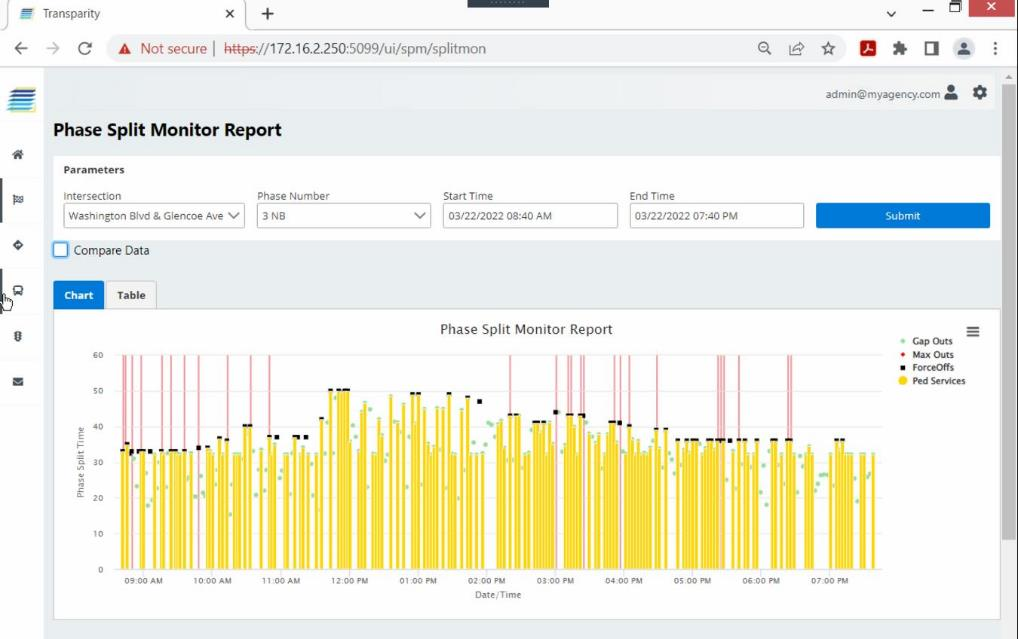 Transparity
Not secure https://172.16.2.250:5099/ui/spm/splitmon
admin@myagency.com
Phase Split Monitor Report
Parameters
Intersection Phase Number Start Time End Time
Washington Blvd & Glencoe Ave 3 NB 03/22/2022 08:40 AM 03/22/2022 07:40 PM Submit
Compare Data
Chart Table
Phase Split Monitor Report
Gap Outs
Max Outs
ForceOffs
Ped Services
Phase Split Time
60
50
40
30
20
10
0
09:00 AM 10:00 AM 11:00 AM 12:00 PM 01:00 PM 02:00 PM 03:00 PM 04:00 PM 05:00 PM 06:00 PM 07:00 PM
Date/Time